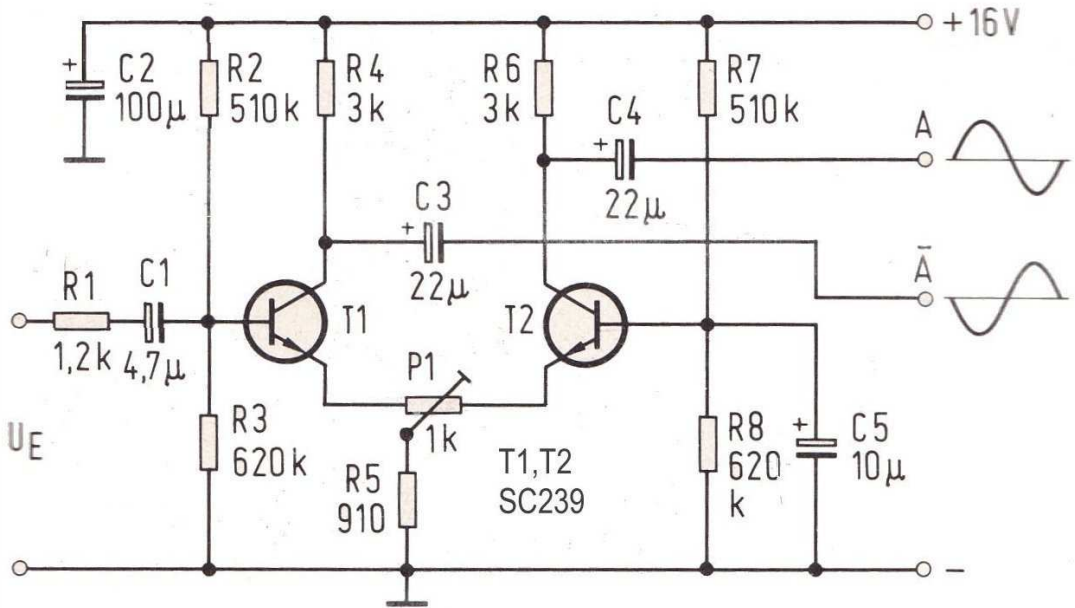 +16V
C2
100µ
+
R2
510k
R4
3k
R6
3k
R7
510k
C4
+
22µ
A
C3
+
22µ
Ā
R1
1,2k
C1
4,7µ
T1
T2
P1
1k
UE
R3
620k
R5
910
T1,T2
SC239
R8
620
k
C5
+
10µ
–